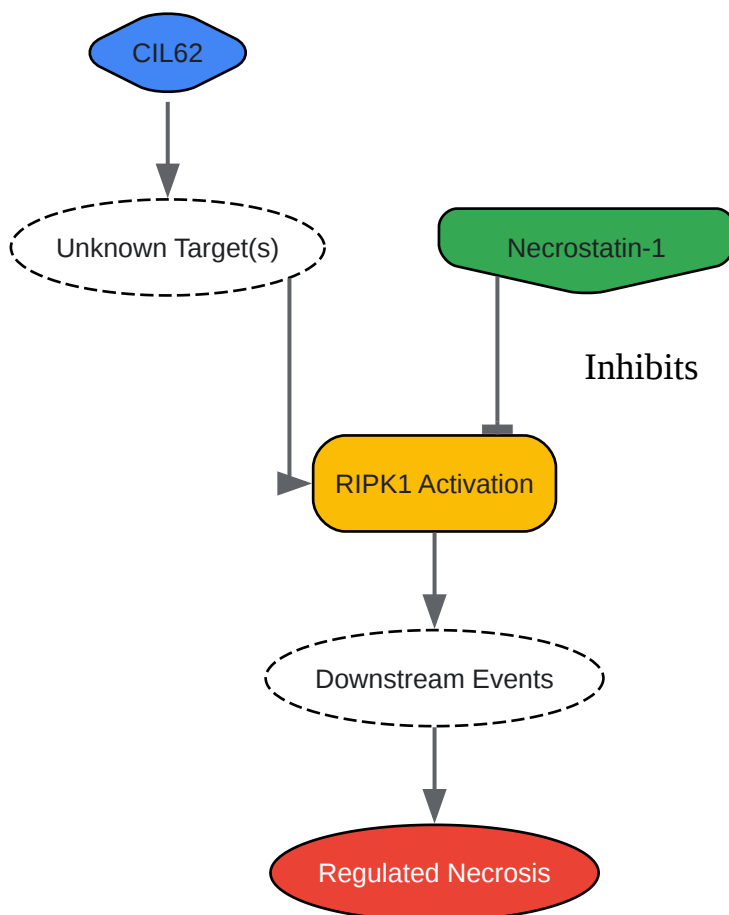 CIL62
Unknown Target(s)
Necrostatin-1
Inhibits
RIPK1 Activation
Downstream Events
Regulated Necrosis